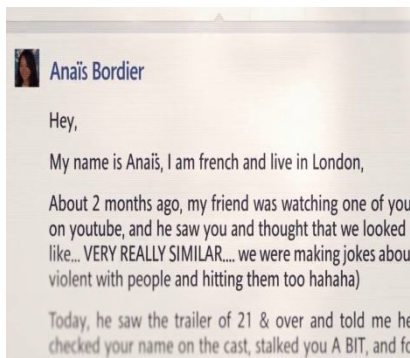 Anaïs Bordier
Hey,
My name is Anaïs, I am french and live in London,
About 2 months ago, my friend was watching one of you
on youtube, and he saw you and thought that we looked
like... VERY REALLY SIMILAR.... we were making jokes abou
violent with people and hitting them too hahaha)
Today, he saw the trailer of 21 & over and told me he
checked your name on the cast, stalked you A BIT, and fo